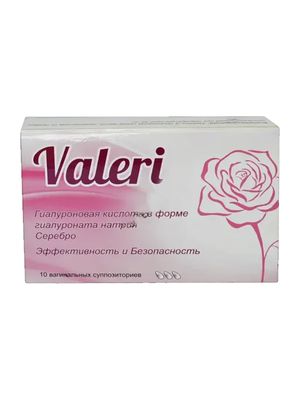 Valeri
Гиалуроновая кислота в форме
гиалуроната натрия
Серебро
Эффективность и Безопасность
10 вагинальных суппозиториев